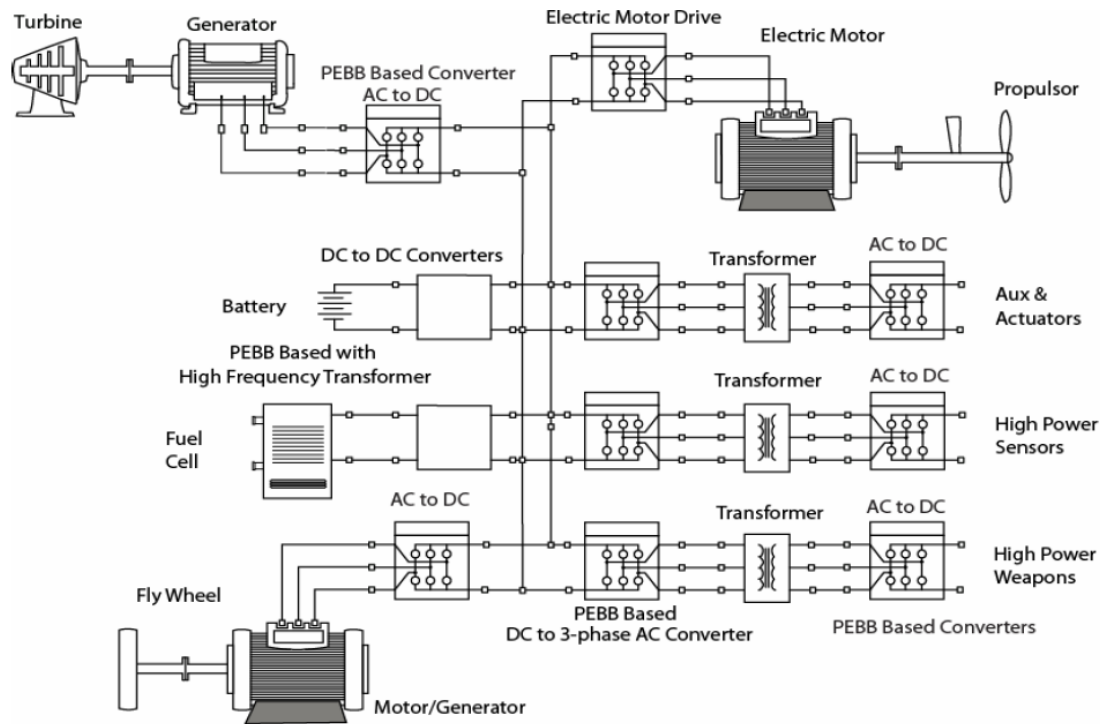 Turbine
Generator
Electric Motor Drive
Electric Motor
PEBB Based Converter
AC to DC
Propulsor
DC to DC Converters
Transformer
AC to DC
Battery
Aux &
Actuators
PEBB Based with
High Frequency Transformer
Transformer
AC to DC
Fuel
Cell
High Power
Sensors
AC to DC
Transformer
AC to DC
High Power
Weapons
Fly Wheel
PEBB Based
DC to 3-phase AC Converter
PEBB Based Converters
Motor/Generator